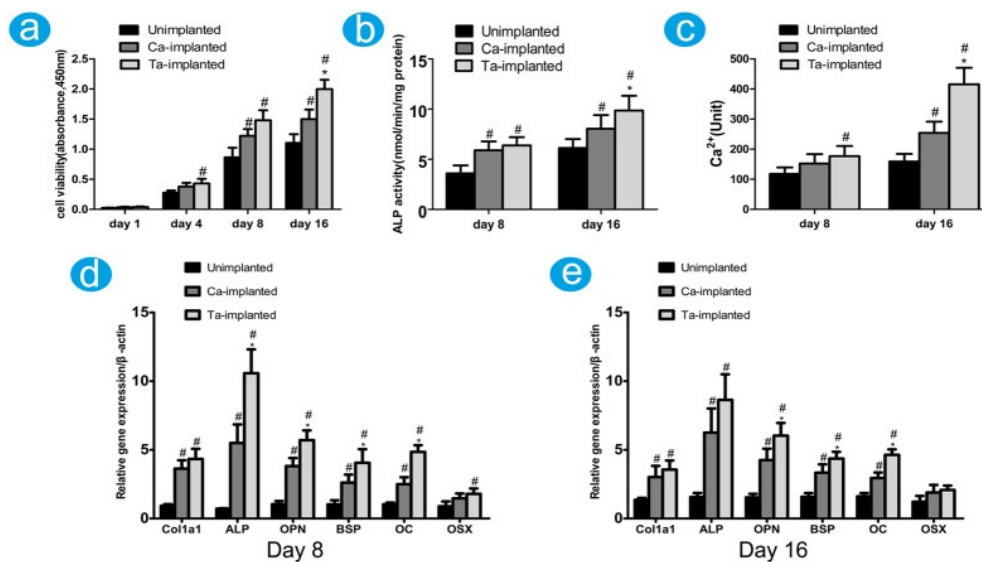 a
Unimplanted
Ca-implanted
Ta-implanted
cell viability(absorbance,450nm)
2.5
2.0
1.5
1.0
0.5
0.0
# # # # # # *
day 1 day 4 day 8 day 16
b
Unimplanted
Ca-implanted
Ta-implanted
ALP activity(nmol/min/mg protein)
15
10
5
0
# # # # *
day 8 day 16
c
Unimplanted
Ca-implanted
Ta-implanted
Ca2+(Unit)
500
400
300
200
100
0
# # # *
day 8 day 16
d
Unimplanted
Ca-implanted
Ta-implanted
Relative gene expression/β -actin
15
10
5
0
# # # # * # # * # # * # # * #
Col1a1 ALP OPN BSP OC OSX
Day 8
e
Unimplanted
Ca-implanted
Ta-implanted
Relative gene expression/β -actin
15
10
5
0
# # # # # # * # # * # # *
Col1a1 ALP OPN BSP OC OSX
Day 16